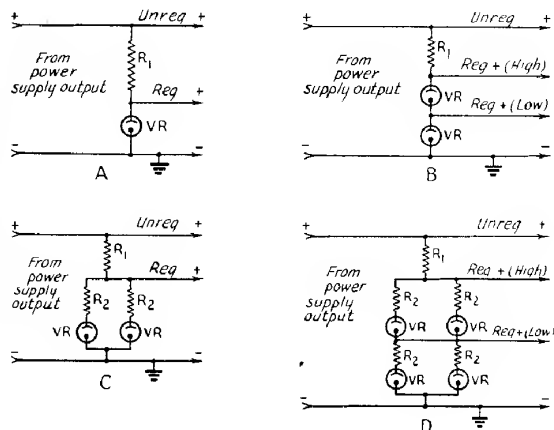 + Unreg +
From
power
supply output
R1
Reg +
VR
- -
A
+ Unreg +
From
power
supply output
R1
Reg + (High)
VR
Reg + (Low)
VR
- -
B
+ Unreg +
R1
From
power
supply
output
Reg +
R2 R2
VR VR
- -
C
+ Unreg +
R1
From
power
supply
output
Reg + (High)
R2 R2
VR VR
Reg + (Low)
R2 R2
VR VR
- -
D